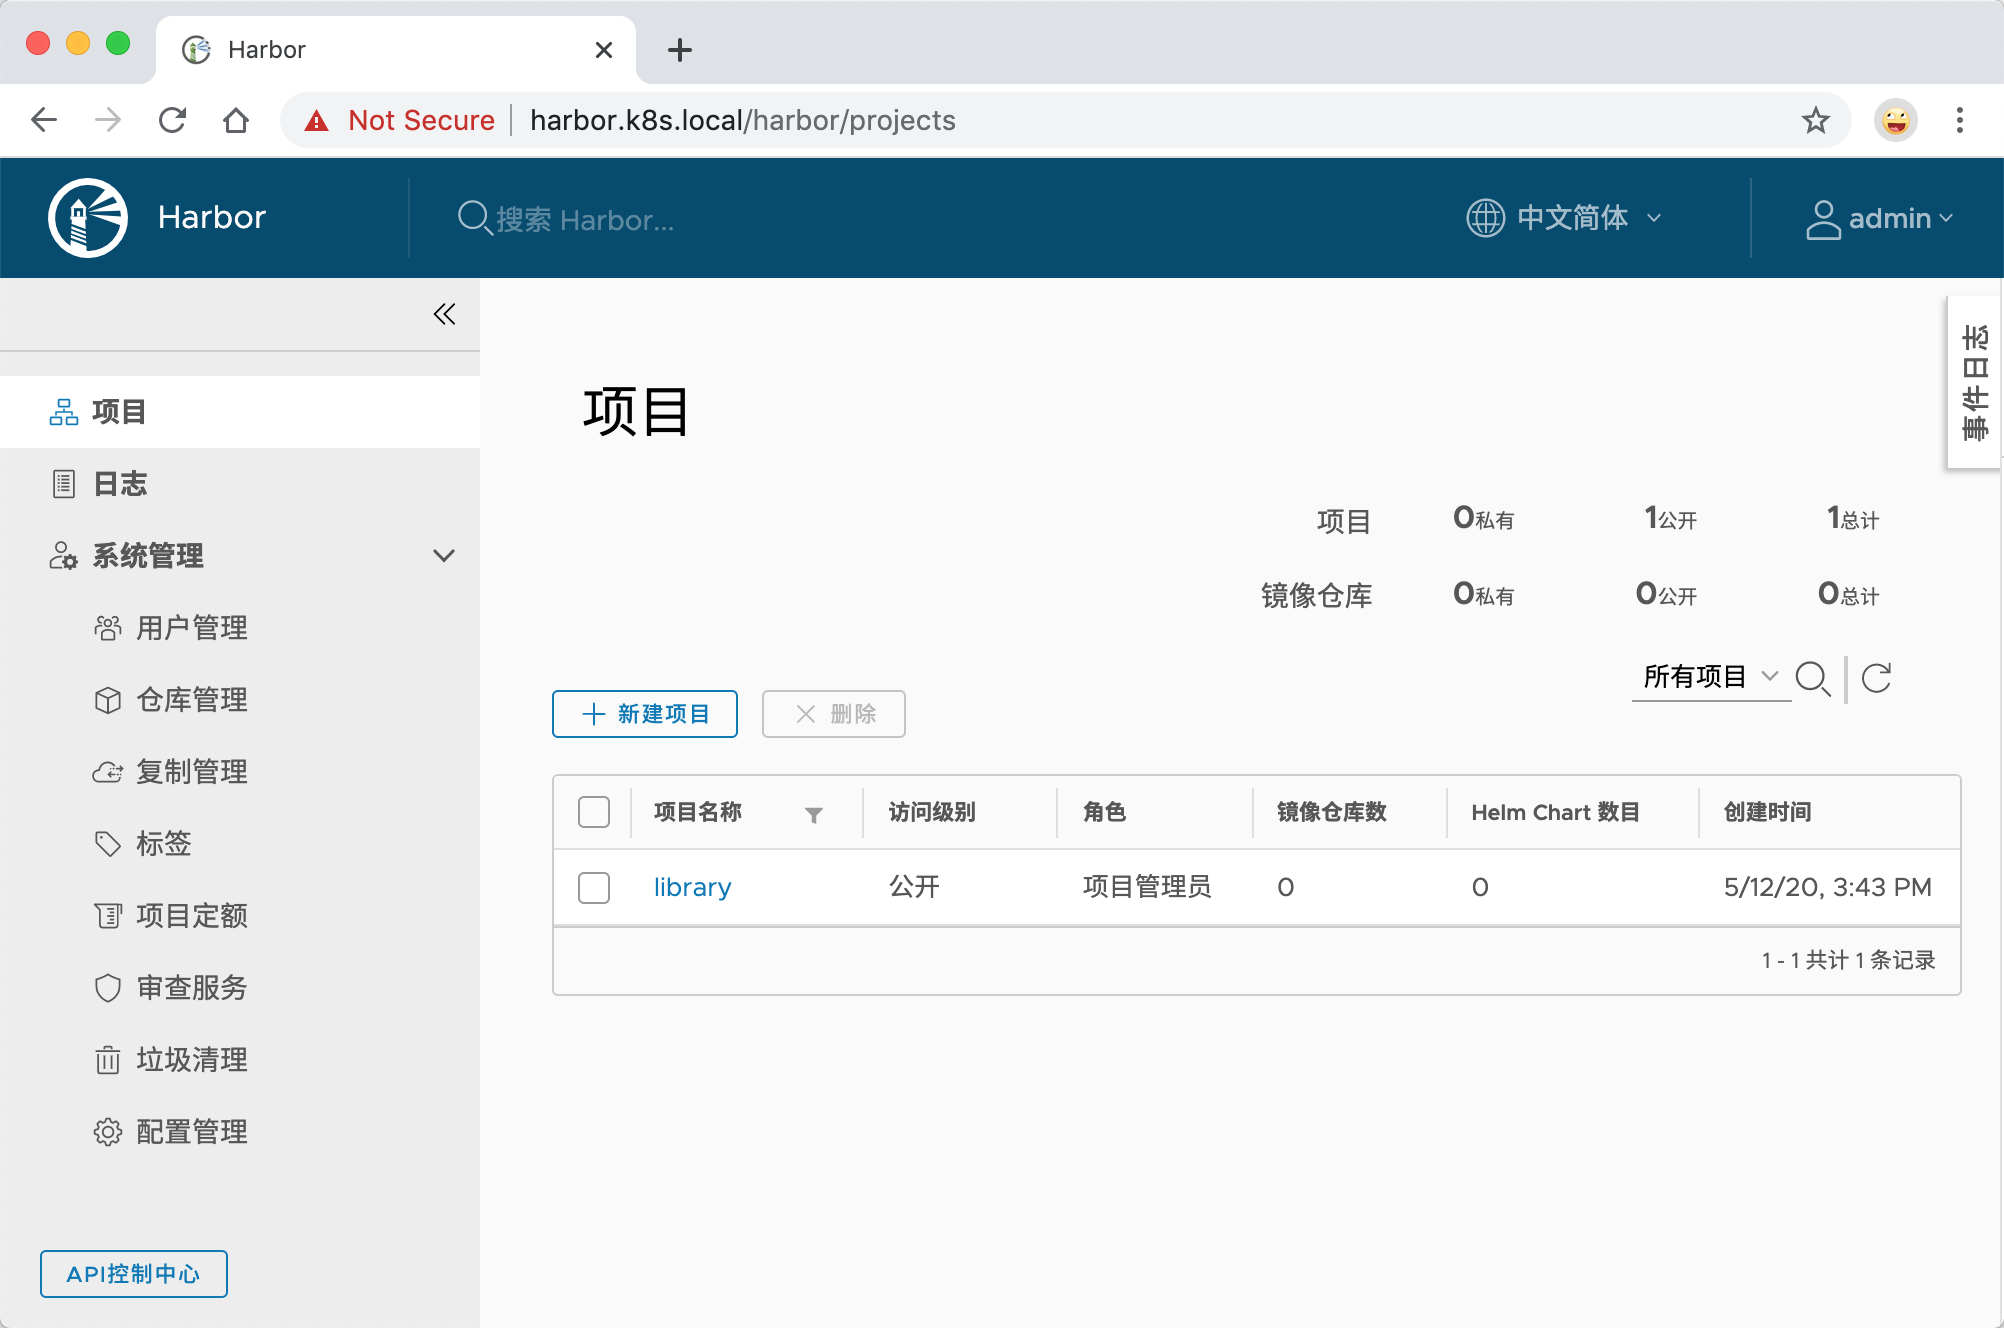 Harbor
Not Secure harbor.k8s.local/harbor/projects
Harbor
搜索 Harbor...
中文简体
admin
项目
日志
系统管理
用户管理
仓库管理
复制管理
标签
项目定额
审查服务
垃圾清理
配置管理
API控制中心
项目
事件日志
项目 0私有 1公开 1总计
镜像仓库 0私有 0公开 0总计
所有项目
新建项目 删除
项目名称 访问级别 角色 镜像仓库数 Helm Chart 数目 创建时间
library 公开 项目管理员 0 0 5/12/20, 3:43 PM
1 - 1 共计 1 条记录